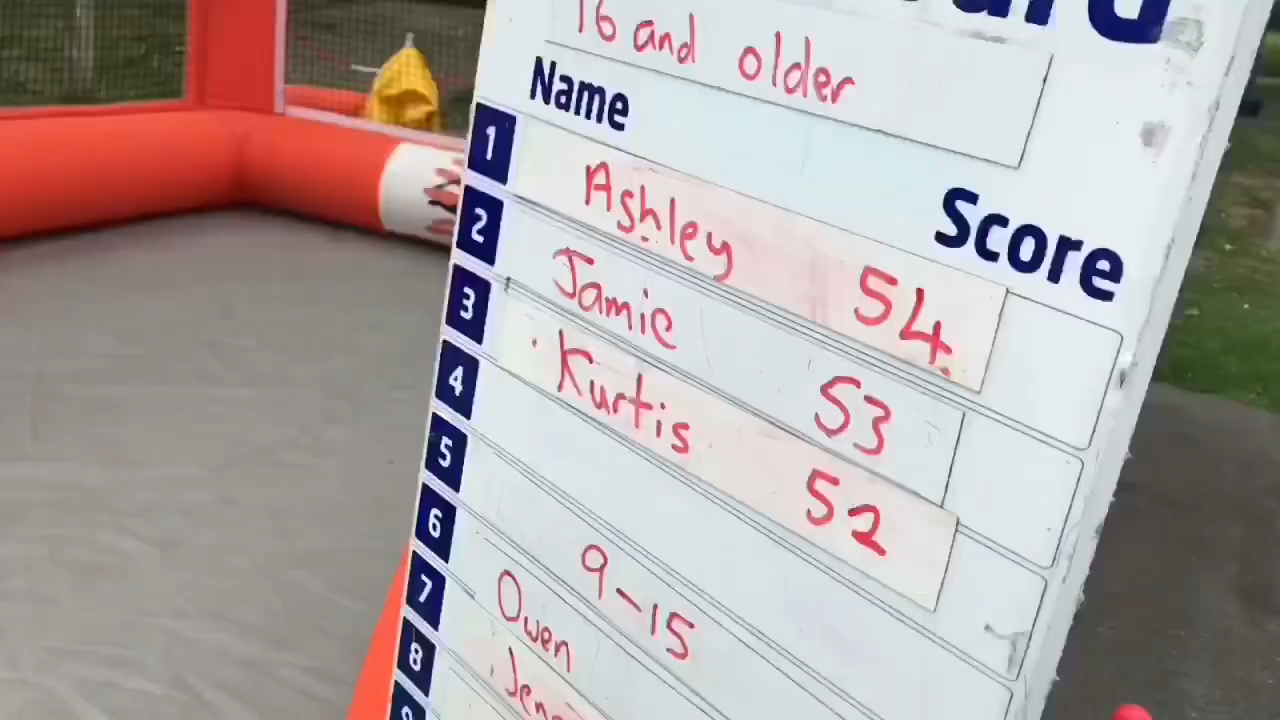 16 and older
Name Score
1 Ashley 54
2 Jamie 53
3 Kurtis 52
4
5
6 9-15
7 Owen
8